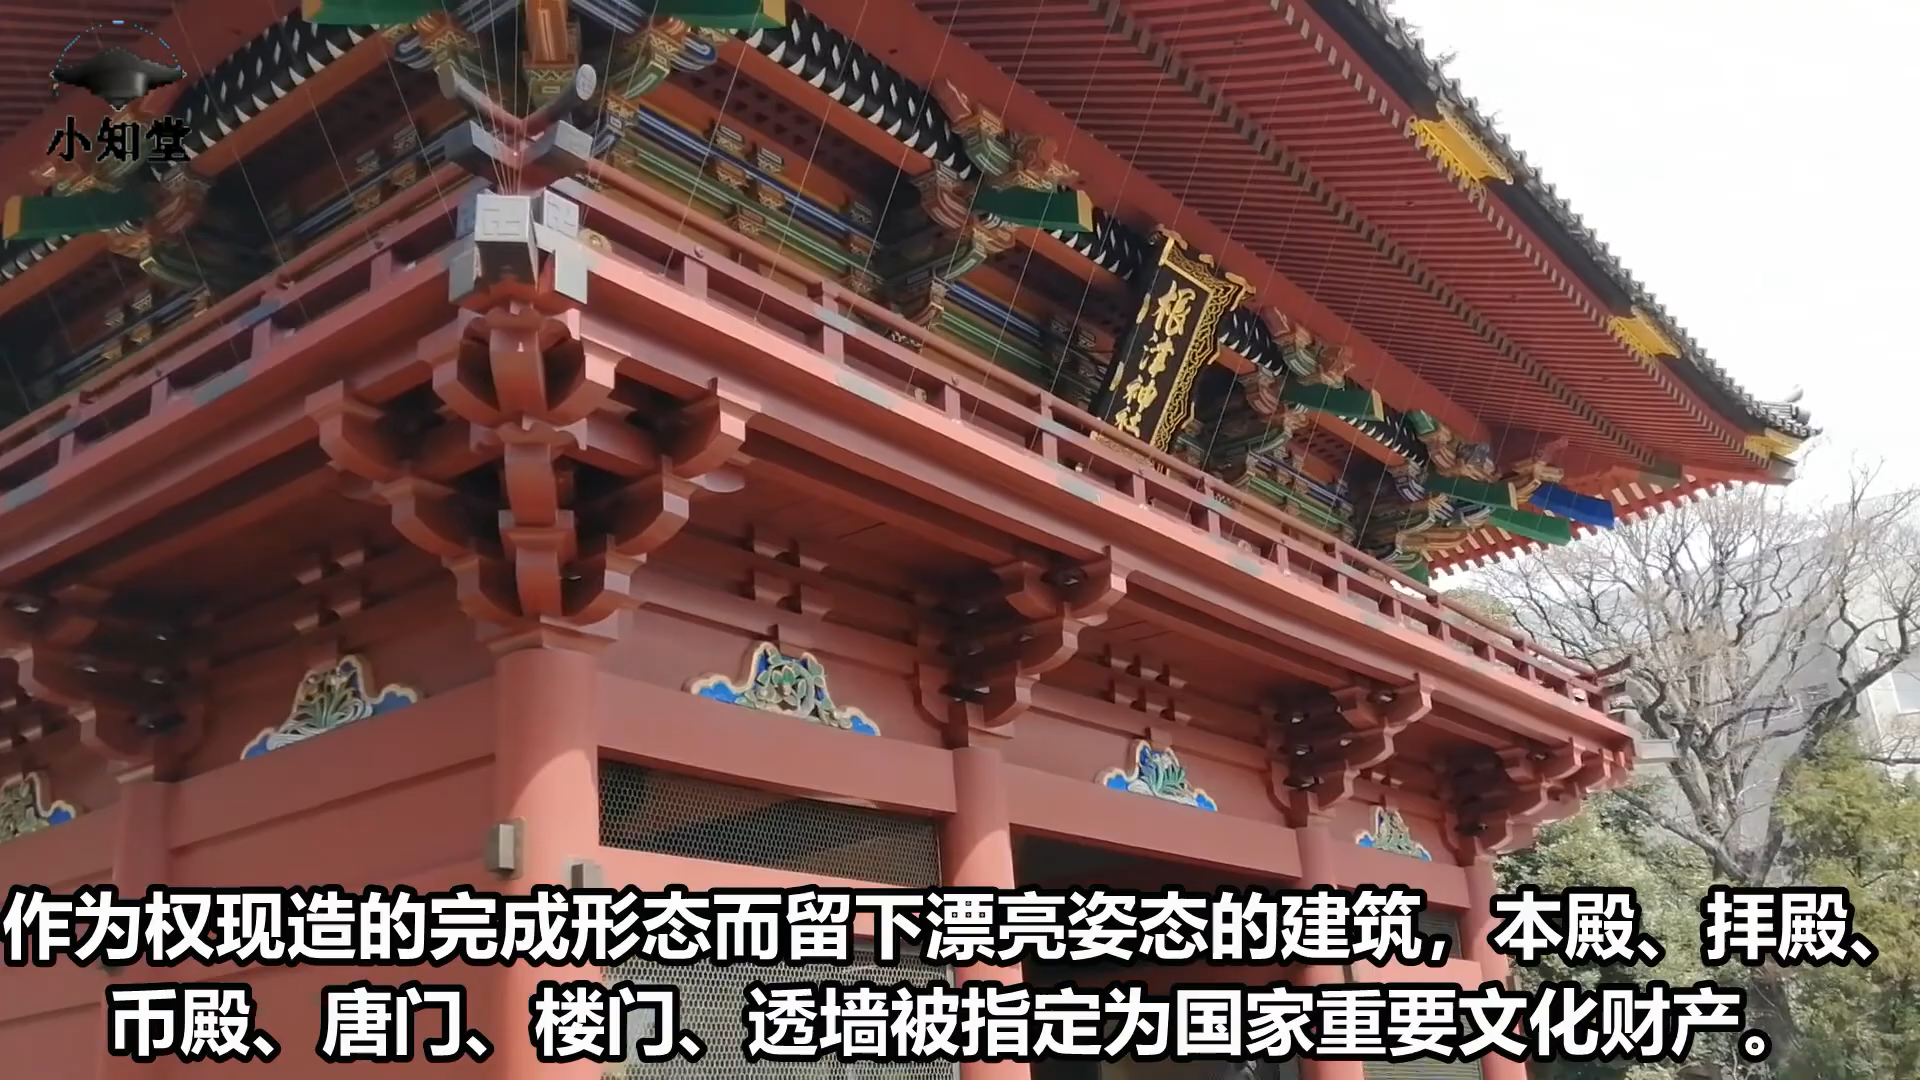 小知堂
根津神社
作为权现造的完成形态而留下漂亮姿态的建筑，本殿、拝殿、
币殿、唐门、楼门、透墙被指定为国家重要文化财产。